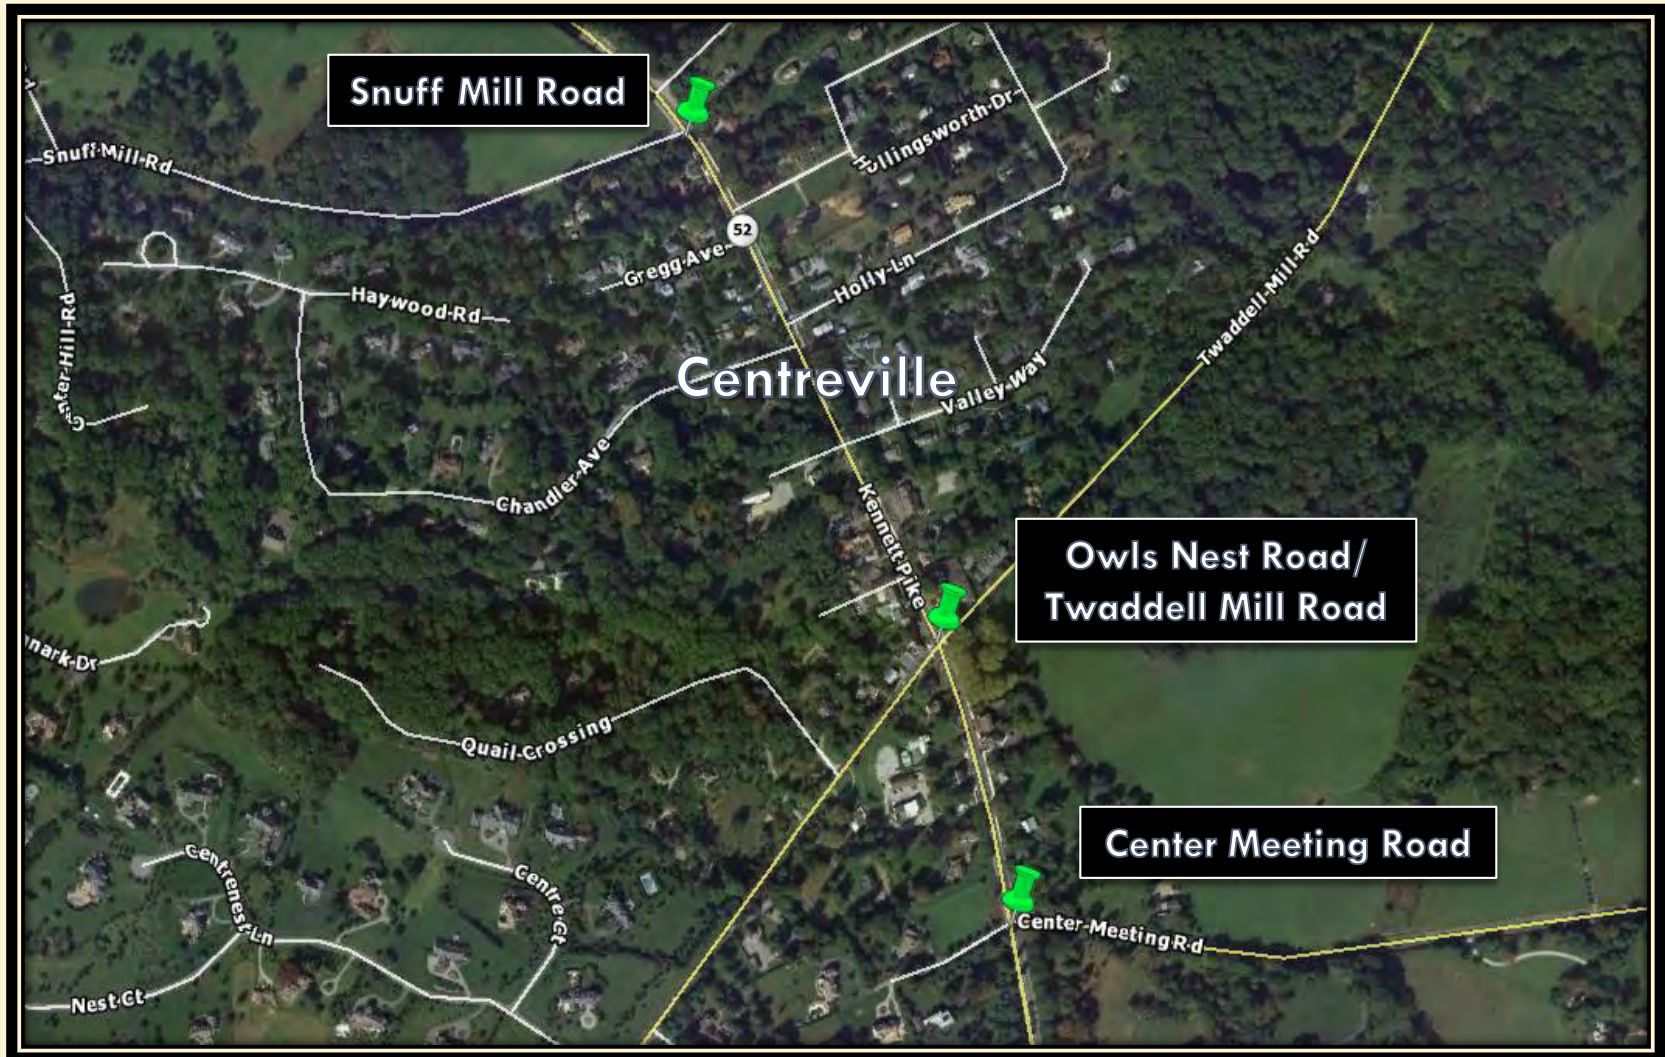 Snuff Mill Road
Hollingsworth Dr
Snuff Mill Rd
52
Gregg Ave
Holly Ln
Twaddell Mill Rd
Haywood Rd
Centreville
Valley Way
Chandler Ave
Kennett Pike
Owls Nest Road/
Twaddell Mill Road
Quail Crossing
Center Meeting Road
Centrenest Ln
Centre Ct
Center Meeting Rd
Nest Ct